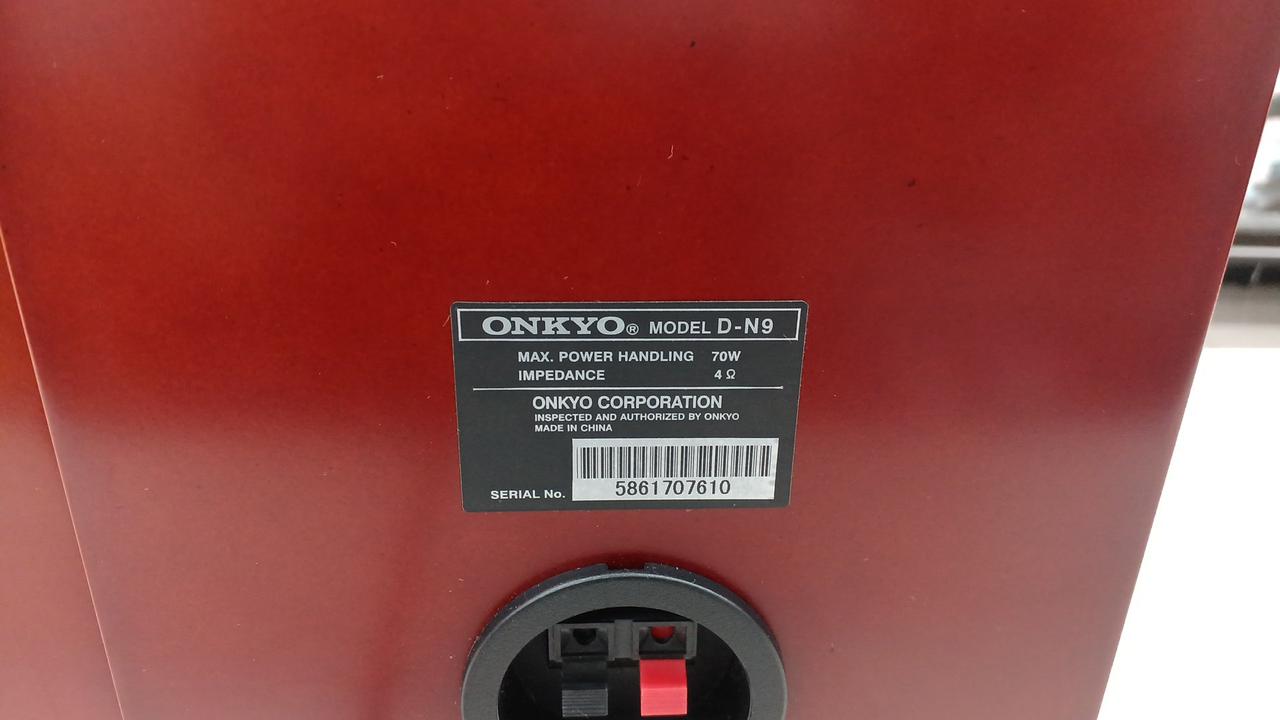 ONKYO® MODEL D-N9
MAX. POWER HANDLING 70W
IMPEDANCE 4 Ω
ONKYO CORPORATION
INSPECTED AND AUTHORIZED BY ONKYO
MADE IN CHINA
SERIAL No. 5861707610